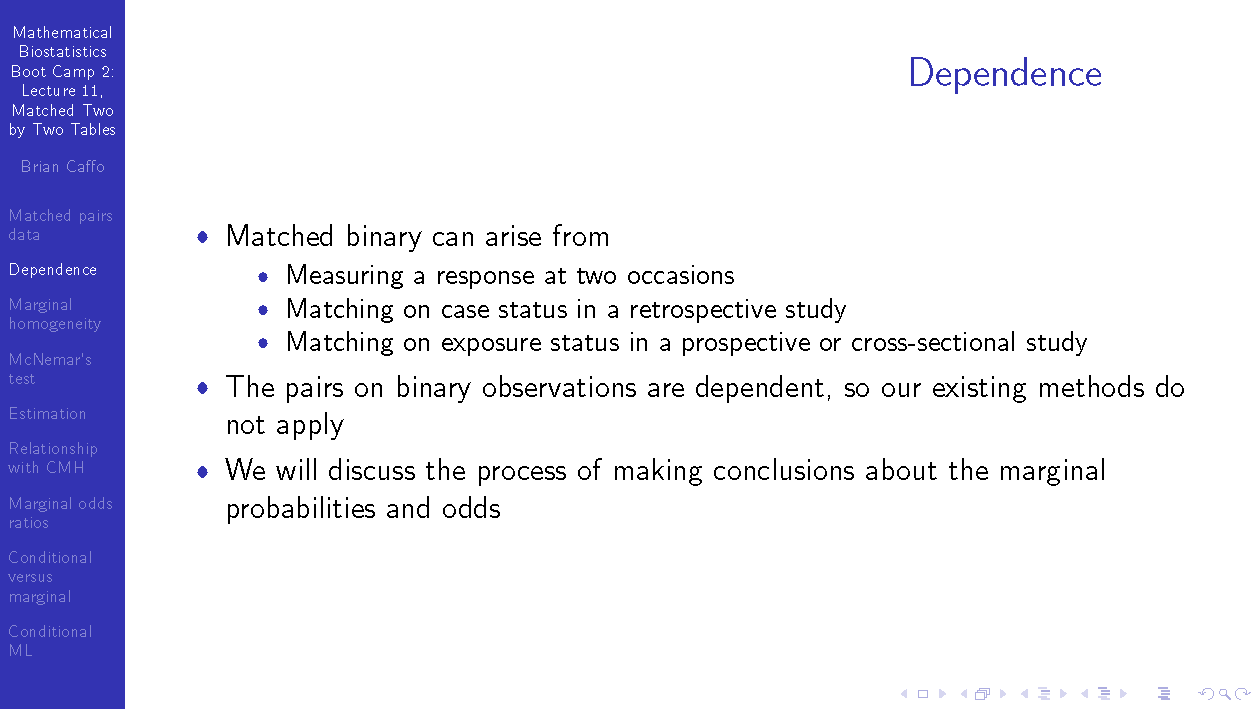 Mathematical
Biostatistics
Boot Camp 2:
Lecture 11,
Matched Two
by Two Tables
Brian Caffo
Matched pairs
data
Dependence
Marginal
homogeneity
McNemar's
test
Estimation
Relationship
with CMH
Marginal odds
ratios
Conditional
versus
marginal
Conditional
ML
Dependence
• Matched binary can arise from
• Measuring a response at two occasions
• Matching on case status in a retrospective study
• Matching on exposure status in a prospective or cross-sectional study
• The pairs on binary observations are dependent, so our existing methods do
not apply
• We will discuss the process of making conclusions about the marginal
probabilities and odds